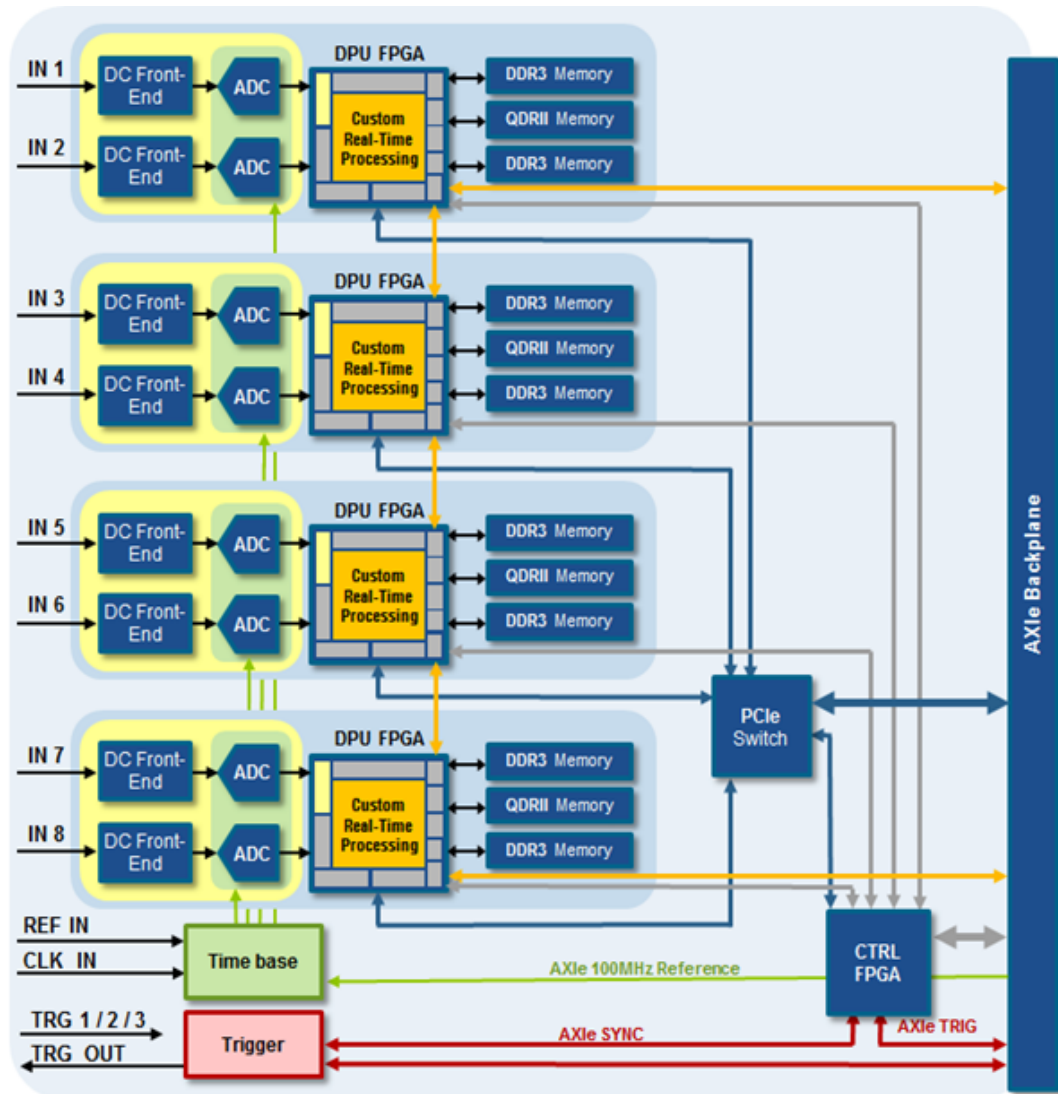 DPU FPGA
IN 1
DC Front-
End
ADC
DDR3 Memory
Custom
Real-Time
Processing
QDRII Memory
IN 2
DC Front-
End
ADC
DDR3 Memory
DPU FPGA
IN 3
DC Front-
End
ADC
DDR3 Memory
Custom
Real-Time
Processing
QDRII Memory
IN 4
DC Front-
End
ADC
DDR3 Memory
DPU FPGA
IN 5
DC Front-
End
ADC
DDR3 Memory
Custom
Real-Time
Processing
QDRII Memory
IN 6
DC Front-
End
ADC
DDR3 Memory
AXIe Backplane
PCIe
Switch
DPU FPGA
IN 7
DC Front-
End
ADC
DDR3 Memory
Custom
Real-Time
Processing
QDRII Memory
IN 8
DC Front-
End
ADC
DDR3 Memory
REF IN
CLK IN
Time base
AXIe 100MHz Reference
CTRL
FPGA
TRG 1 / 2 / 3
TRG OUT
Trigger
AXIe SYNC
AXIe TRIG